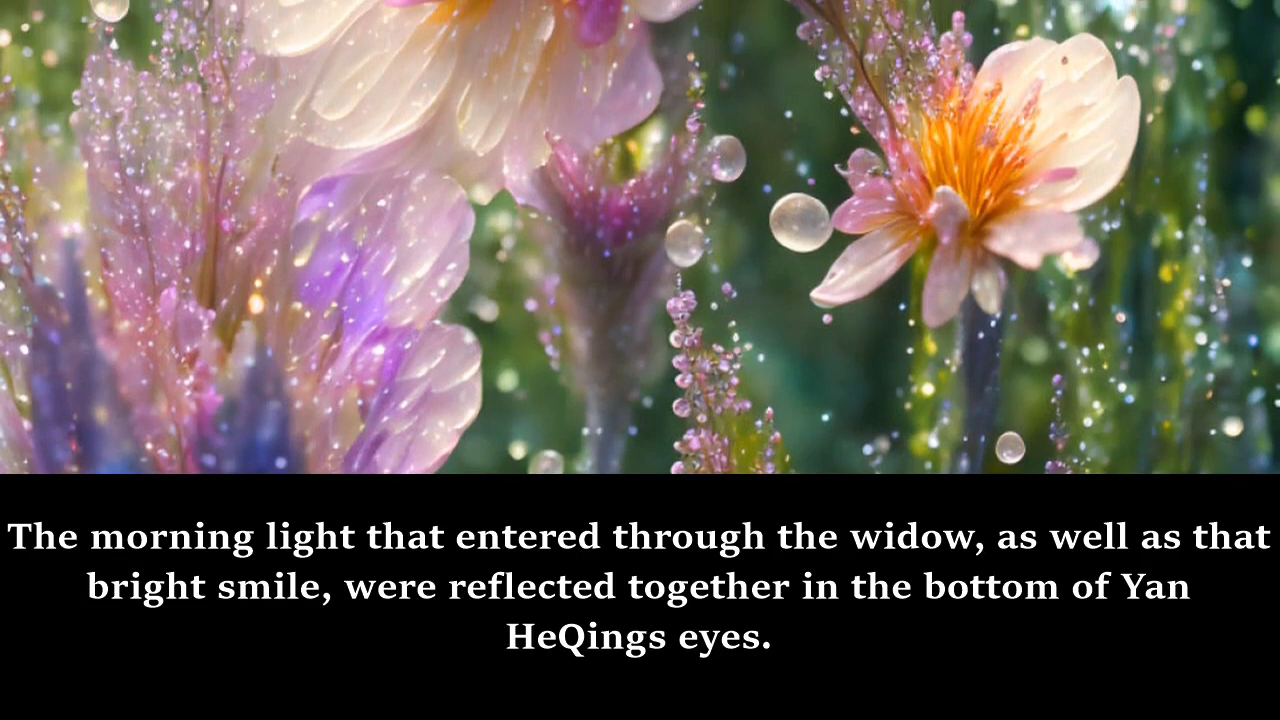 The morning light that entered through the widow, as well as that
bright smile, were reflected together in the bottom of Yan
HeQings eyes.